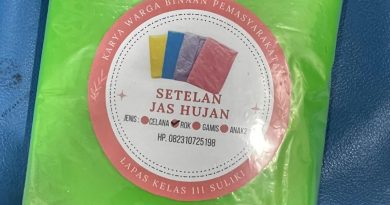 KARYA WARGA BINAAN PEMASYARAKATAN
SETELAN
JAS HUJAN
JENIS : CELANA ROK GAMIS ANAK2
HP. 082310725198
LAPAS KELAS III SULIKI